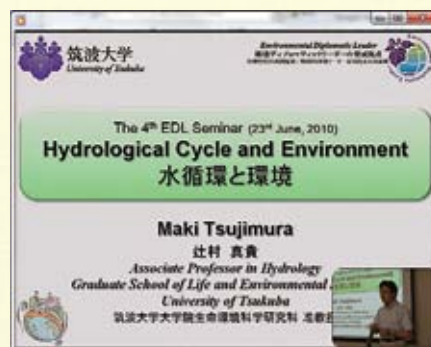 筑波大学
University of Tsukuba
Environmental Diplomatic Leader
The 4th EDL Seminar (23rd June, 2010)
Hydrological Cycle and Environment
水循環と環境
Maki Tsujimura
辻村 真貴
Associate Professor in Hydrology
Graduate School of Life and Environmental
University of Tsukuba
筑波大学大学院生命環境科学研究科 准教授